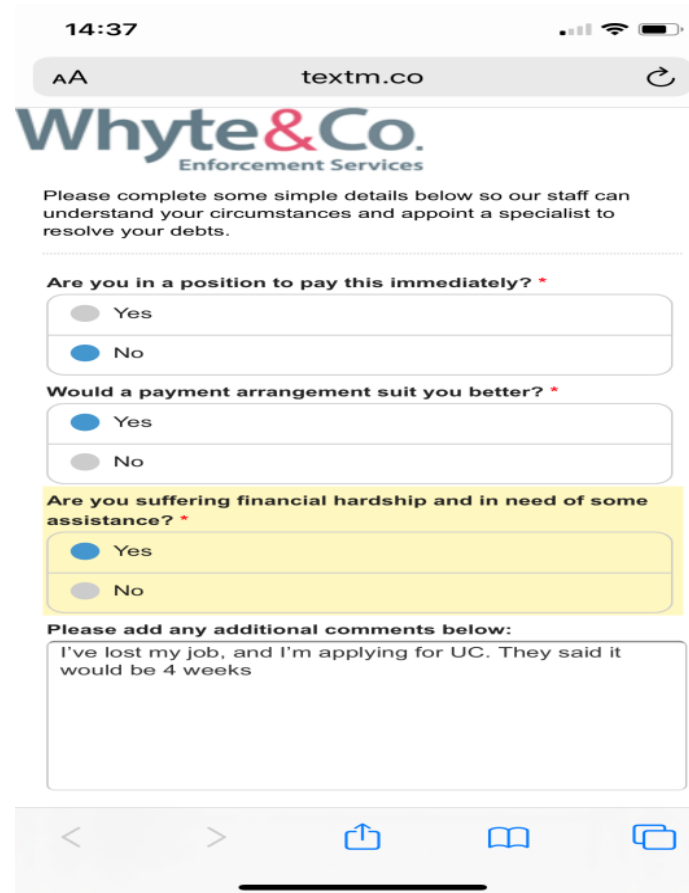 14:37
AA
textm.co
Whyte&Co.
Enforcement Services
Please complete some simple details below so our staff can
understand your circumstances and appoint a specialist to
resolve your debts.
Are you in a position to pay this immediately? *
Yes
No
Would a payment arrangement suit you better? *
Yes
No
Are you suffering financial hardship and in need of some
assistance? *
Yes
No
Please add any additional comments below:
I've lost my job, and I'm applying for UC. They said it
would be 4 weeks